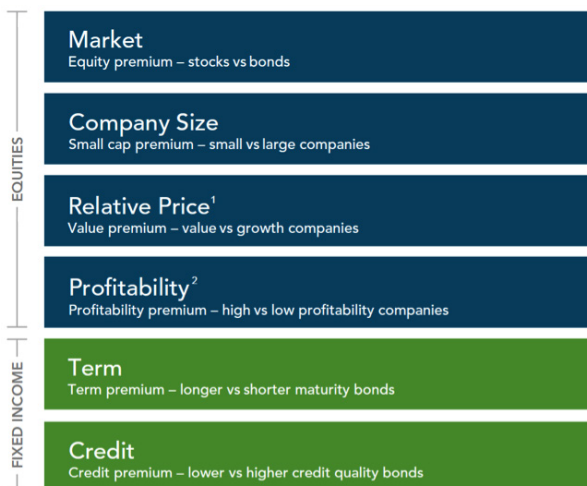 EQUITIES
Market
Equity premium – stocks vs bonds
Company Size
Small cap premium – small vs large companies
Relative Price¹
Value premium – value vs growth companies
Profitability²
Profitability premium – high vs low profitability companies
FIXED INCOME
Term
Term premium – longer vs shorter maturity bonds
Credit
Credit premium – lower vs higher credit quality bonds